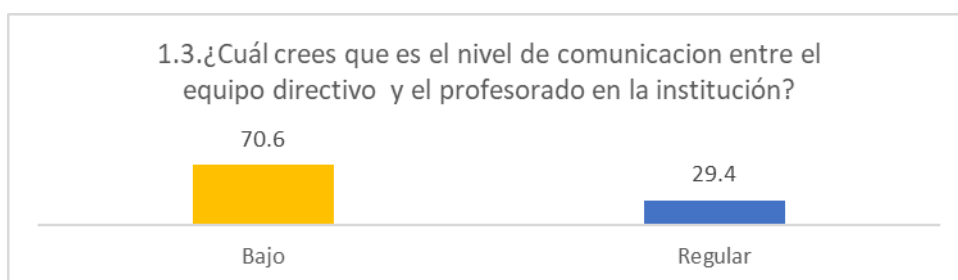 1.3.¿Cuál crees que es el nivel de comunicacion entre el
equipo directivo y el profesorado en la institución?
70.6
29.4
Bajo
Regular